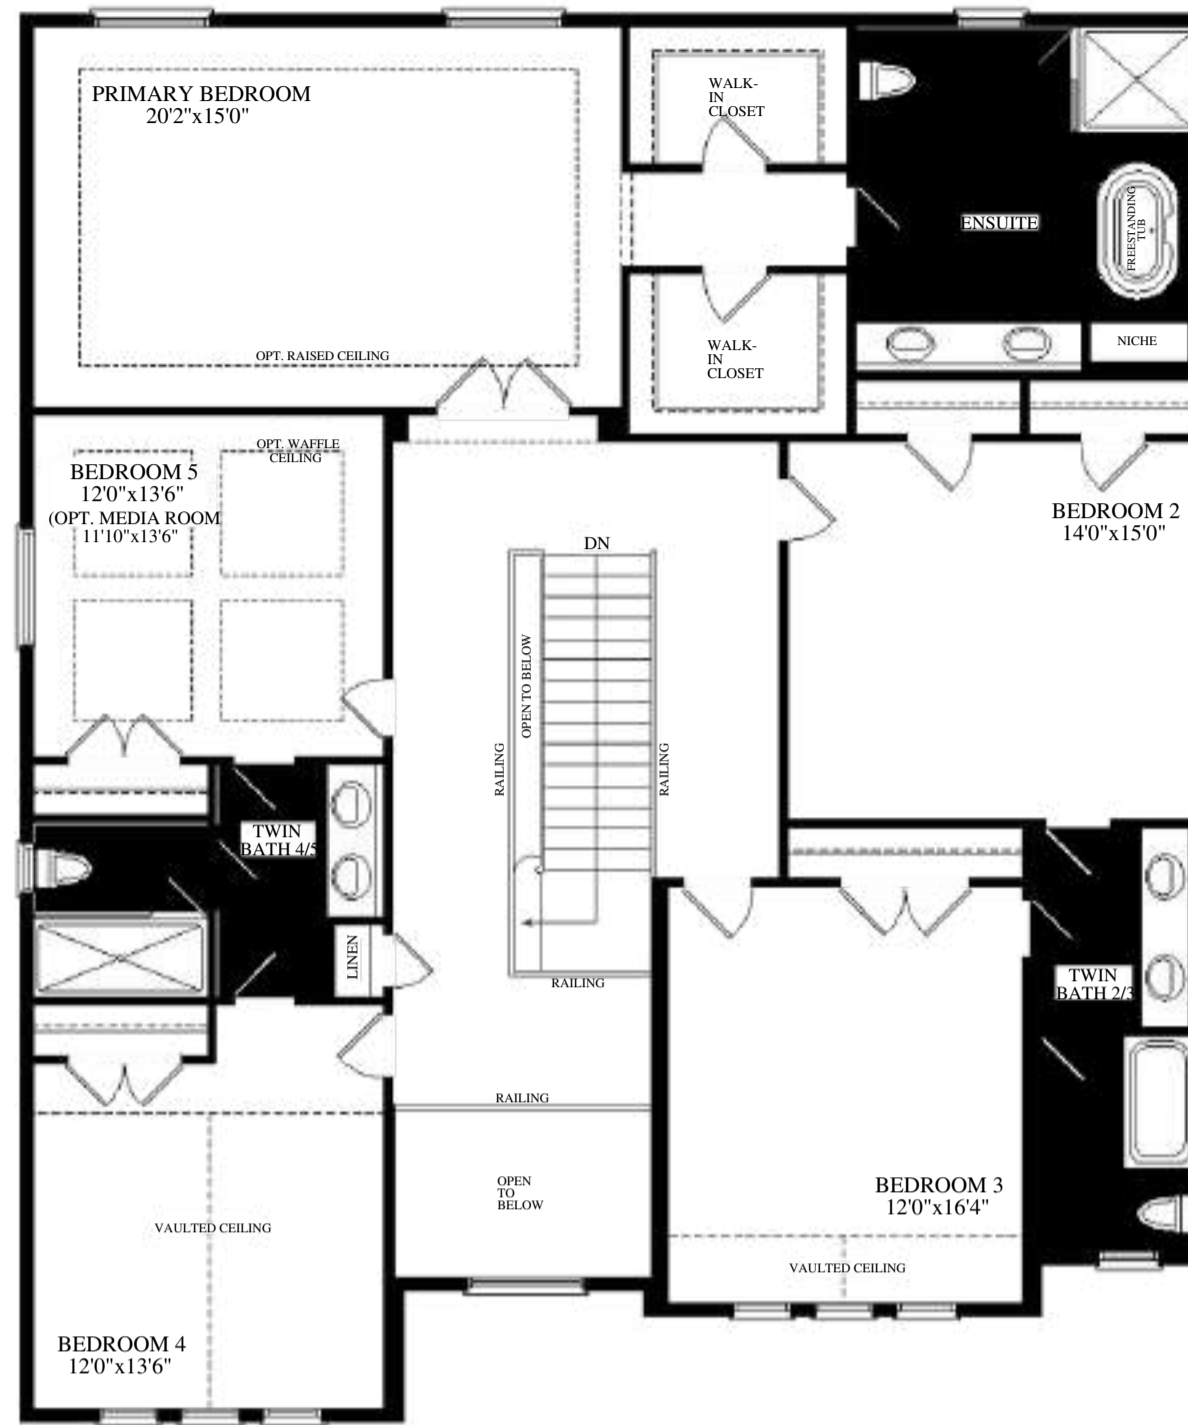 PRIMARY BEDROOM
20'2"x15'0"
WALK-
IN
CLOSET
ENSUITE
FREESTANDING
TUB
OPT. RAISED CEILING
WALK-
IN
CLOSET
NICHE
OPT. WAFFLE
CEILING
BEDROOM 5
12'0"x13'6"
(OPT. MEDIA ROOM
11'10"x13'6"
BEDROOM 2
14'0"x15'0"
DN
OPEN TO BELOW
RAILING
RAILING
TWIN
BATH 4/5
LINEN
RAILING
TWIN
BATH 2/3
RAILING
OPEN
TO
BELOW
BEDROOM 3
12'0"x16'4"
VAULTED CEILING
VAULTED CEILING
BEDROOM 4
12'0"x13'6"